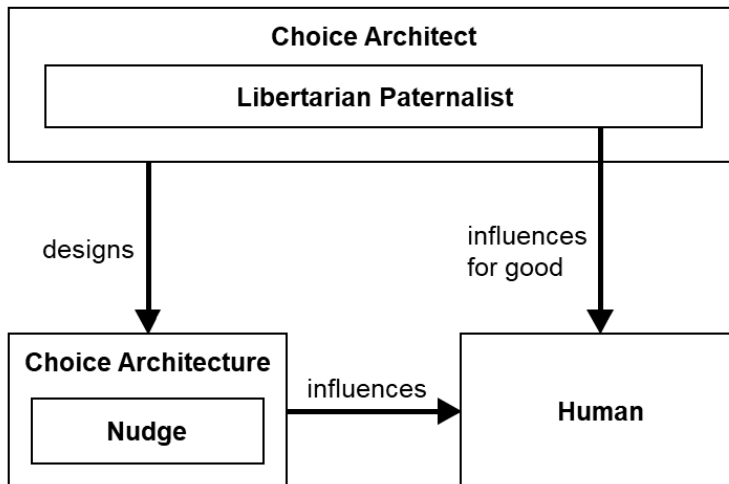 Choice Architect
Libertarian Paternalist
designs
influences
for good
Choice Architecture
Nudge
influences
Human